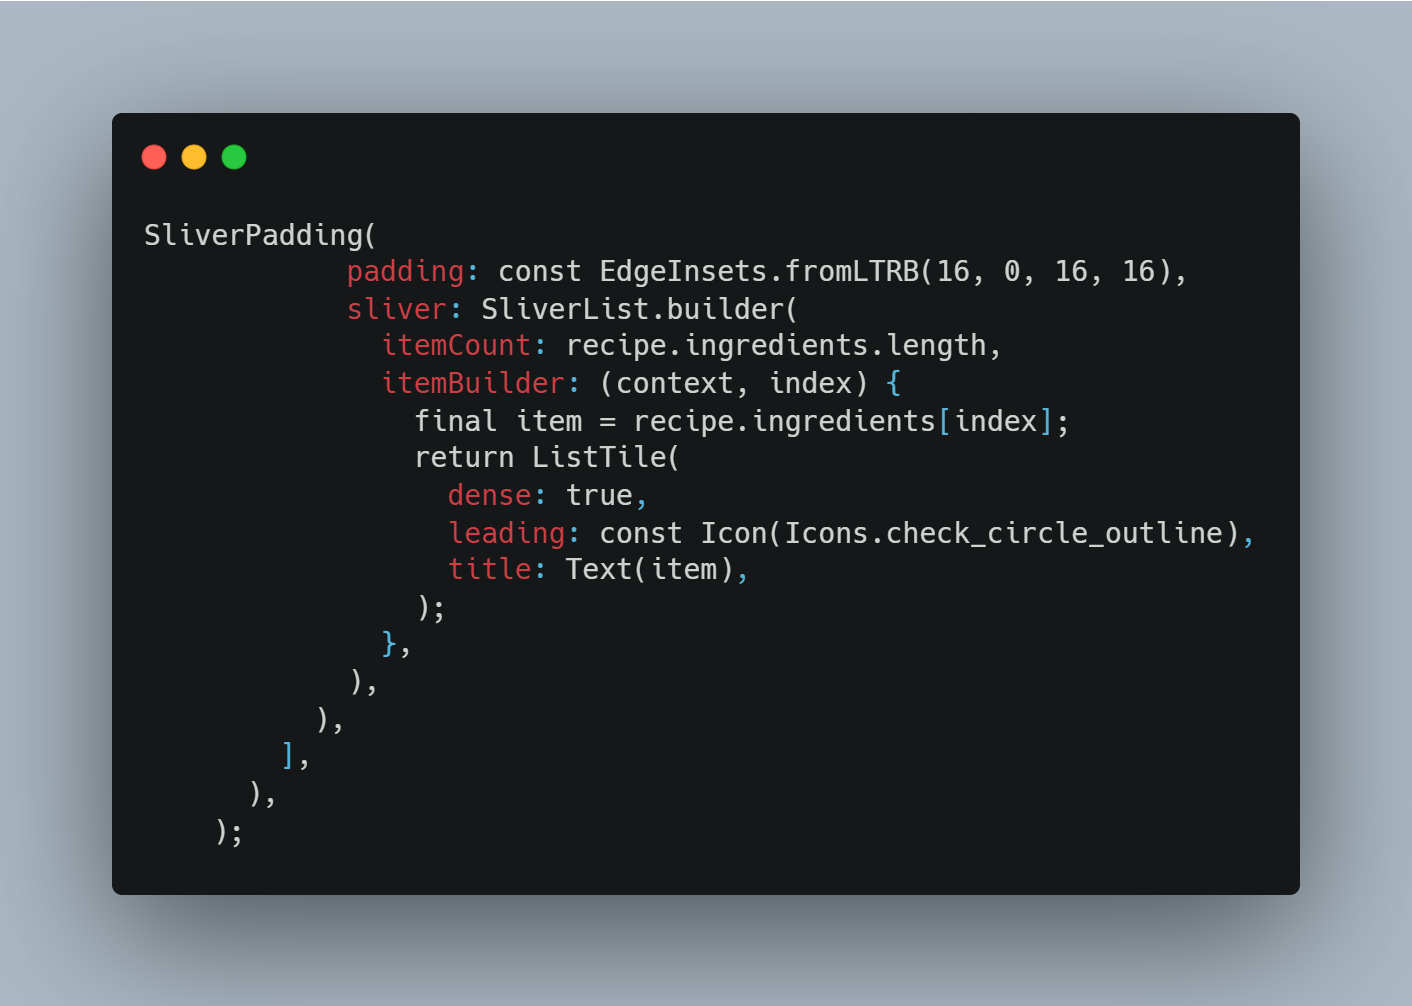 SliverPadding(
            padding: const EdgeInsets.fromLTRB(16, 0, 16, 16),
            sliver: SliverList.builder(
              itemCount: recipe.ingredients.length,
              itemBuilder: (context, index) {
                final item = recipe.ingredients[index];
                return ListTile(
                  dense: true,
                  leading: const Icon(Icons.check_circle_outline),
                  title: Text(item),
                );
              },
            ),
          ),
        ],
      ),
    );